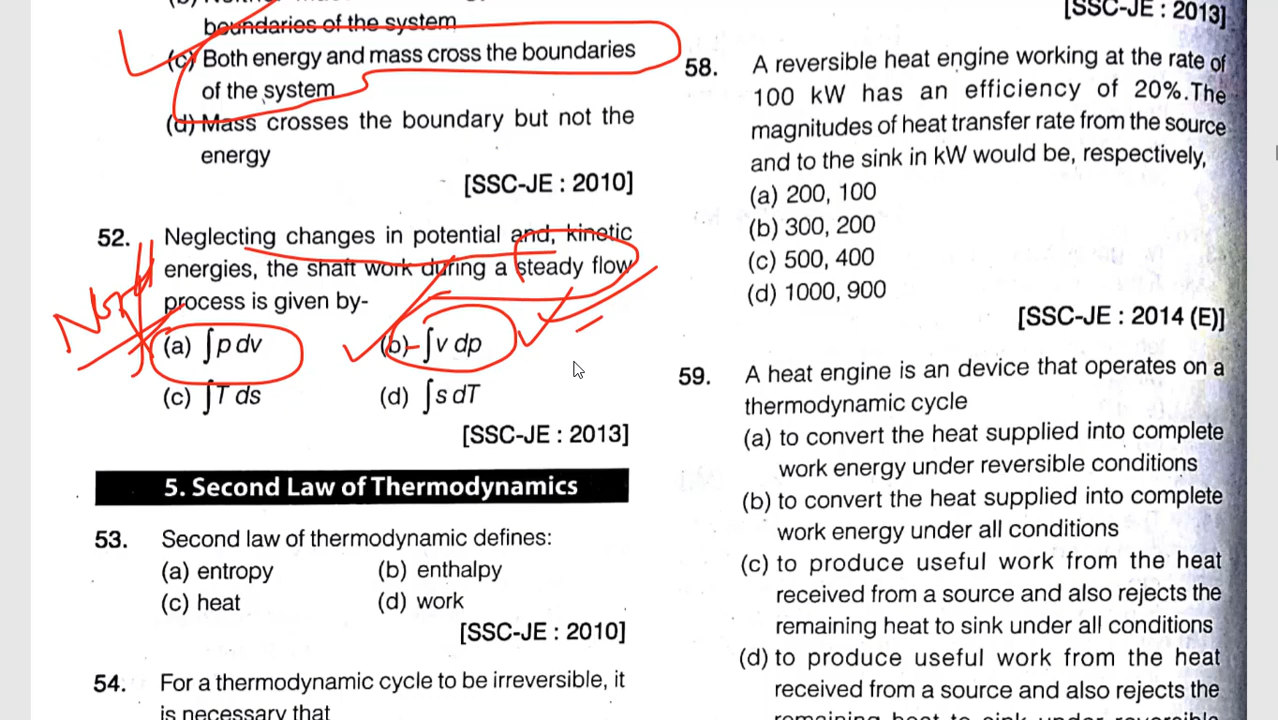 boundaries of the system
(c) Both energy and mass cross the boundaries
of the system
(d) Mass crosses the boundary but not the
energy
[SSC-JE : 2010]
52. Neglecting changes in potential and, kinetic
energies, the shaft work during a steady flow
process is given by-
(a) ∫p dv (b) -∫v dp
(c) ∫T ds (d) ∫s dT
[SSC-JE : 2013]
5. Second Law of Thermodynamics
53. Second law of thermodynamic defines:
(a) entropy (b) enthalpy
(c) heat (d) work
[SSC-JE : 2010]
54. For a thermodynamic cycle to be irreversible, it
is necessary that
[SSC-JE : 2013]
58. A reversible heat engine working at the rate of
100 kW has an efficiency of 20%.The
magnitudes of heat transfer rate from the source
and to the sink in kW would be, respectively,
(a) 200, 100
(b) 300, 200
(c) 500, 400
(d) 1000, 900
[SSC-JE : 2014 (E)]
59. A heat engine is an device that operates on a
thermodynamic cycle
(a) to convert the heat supplied into complete
work energy under reversible conditions
(b) to convert the heat supplied into complete
work energy under all conditions
(c) to produce useful work from the heat
received from a source and also rejects the
remaining heat to sink under all conditions
(d) to produce useful work from the heat
received from a source and also rejects the
remaining heat to sink under reversible